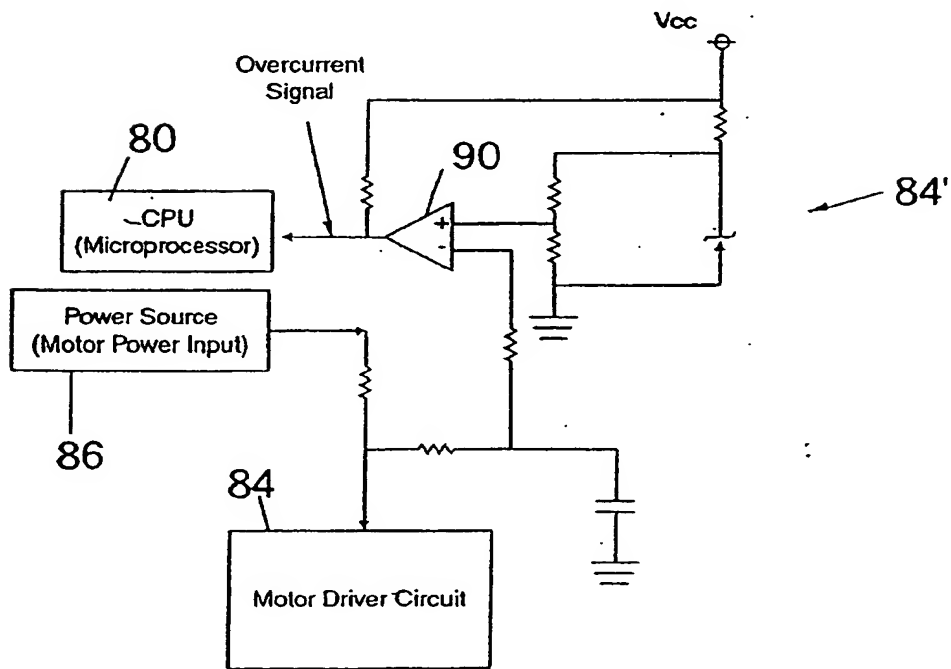 Vcc
Overcurrent
Signal
80
90
84'
CPU
(Microprocessor)
+
-
Power Source
(Motor Power Input)
86
84
Motor Driver Circuit